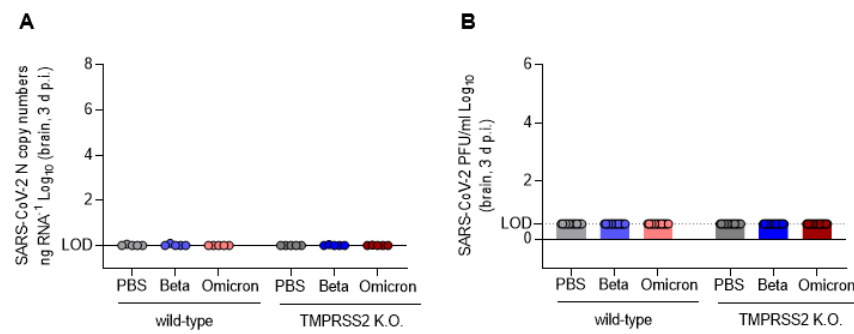 A
SARS-CoV-2 N copy numbers
ng RNA⁻¹ Log₁₀ (brain, 3 d p.i.)
8
6
4
2
LOD
PBS Beta Omicron PBS Beta Omicron
wild-type TMPRSS2 K.O.
B
SARS-CoV-2 PFU/ml Log₁₀
(brain, 3 d p.i.)
6
4
2
LOD
0
PBS Beta Omicron PBS Beta Omicron
wild-type TMPRSS2 K.O.